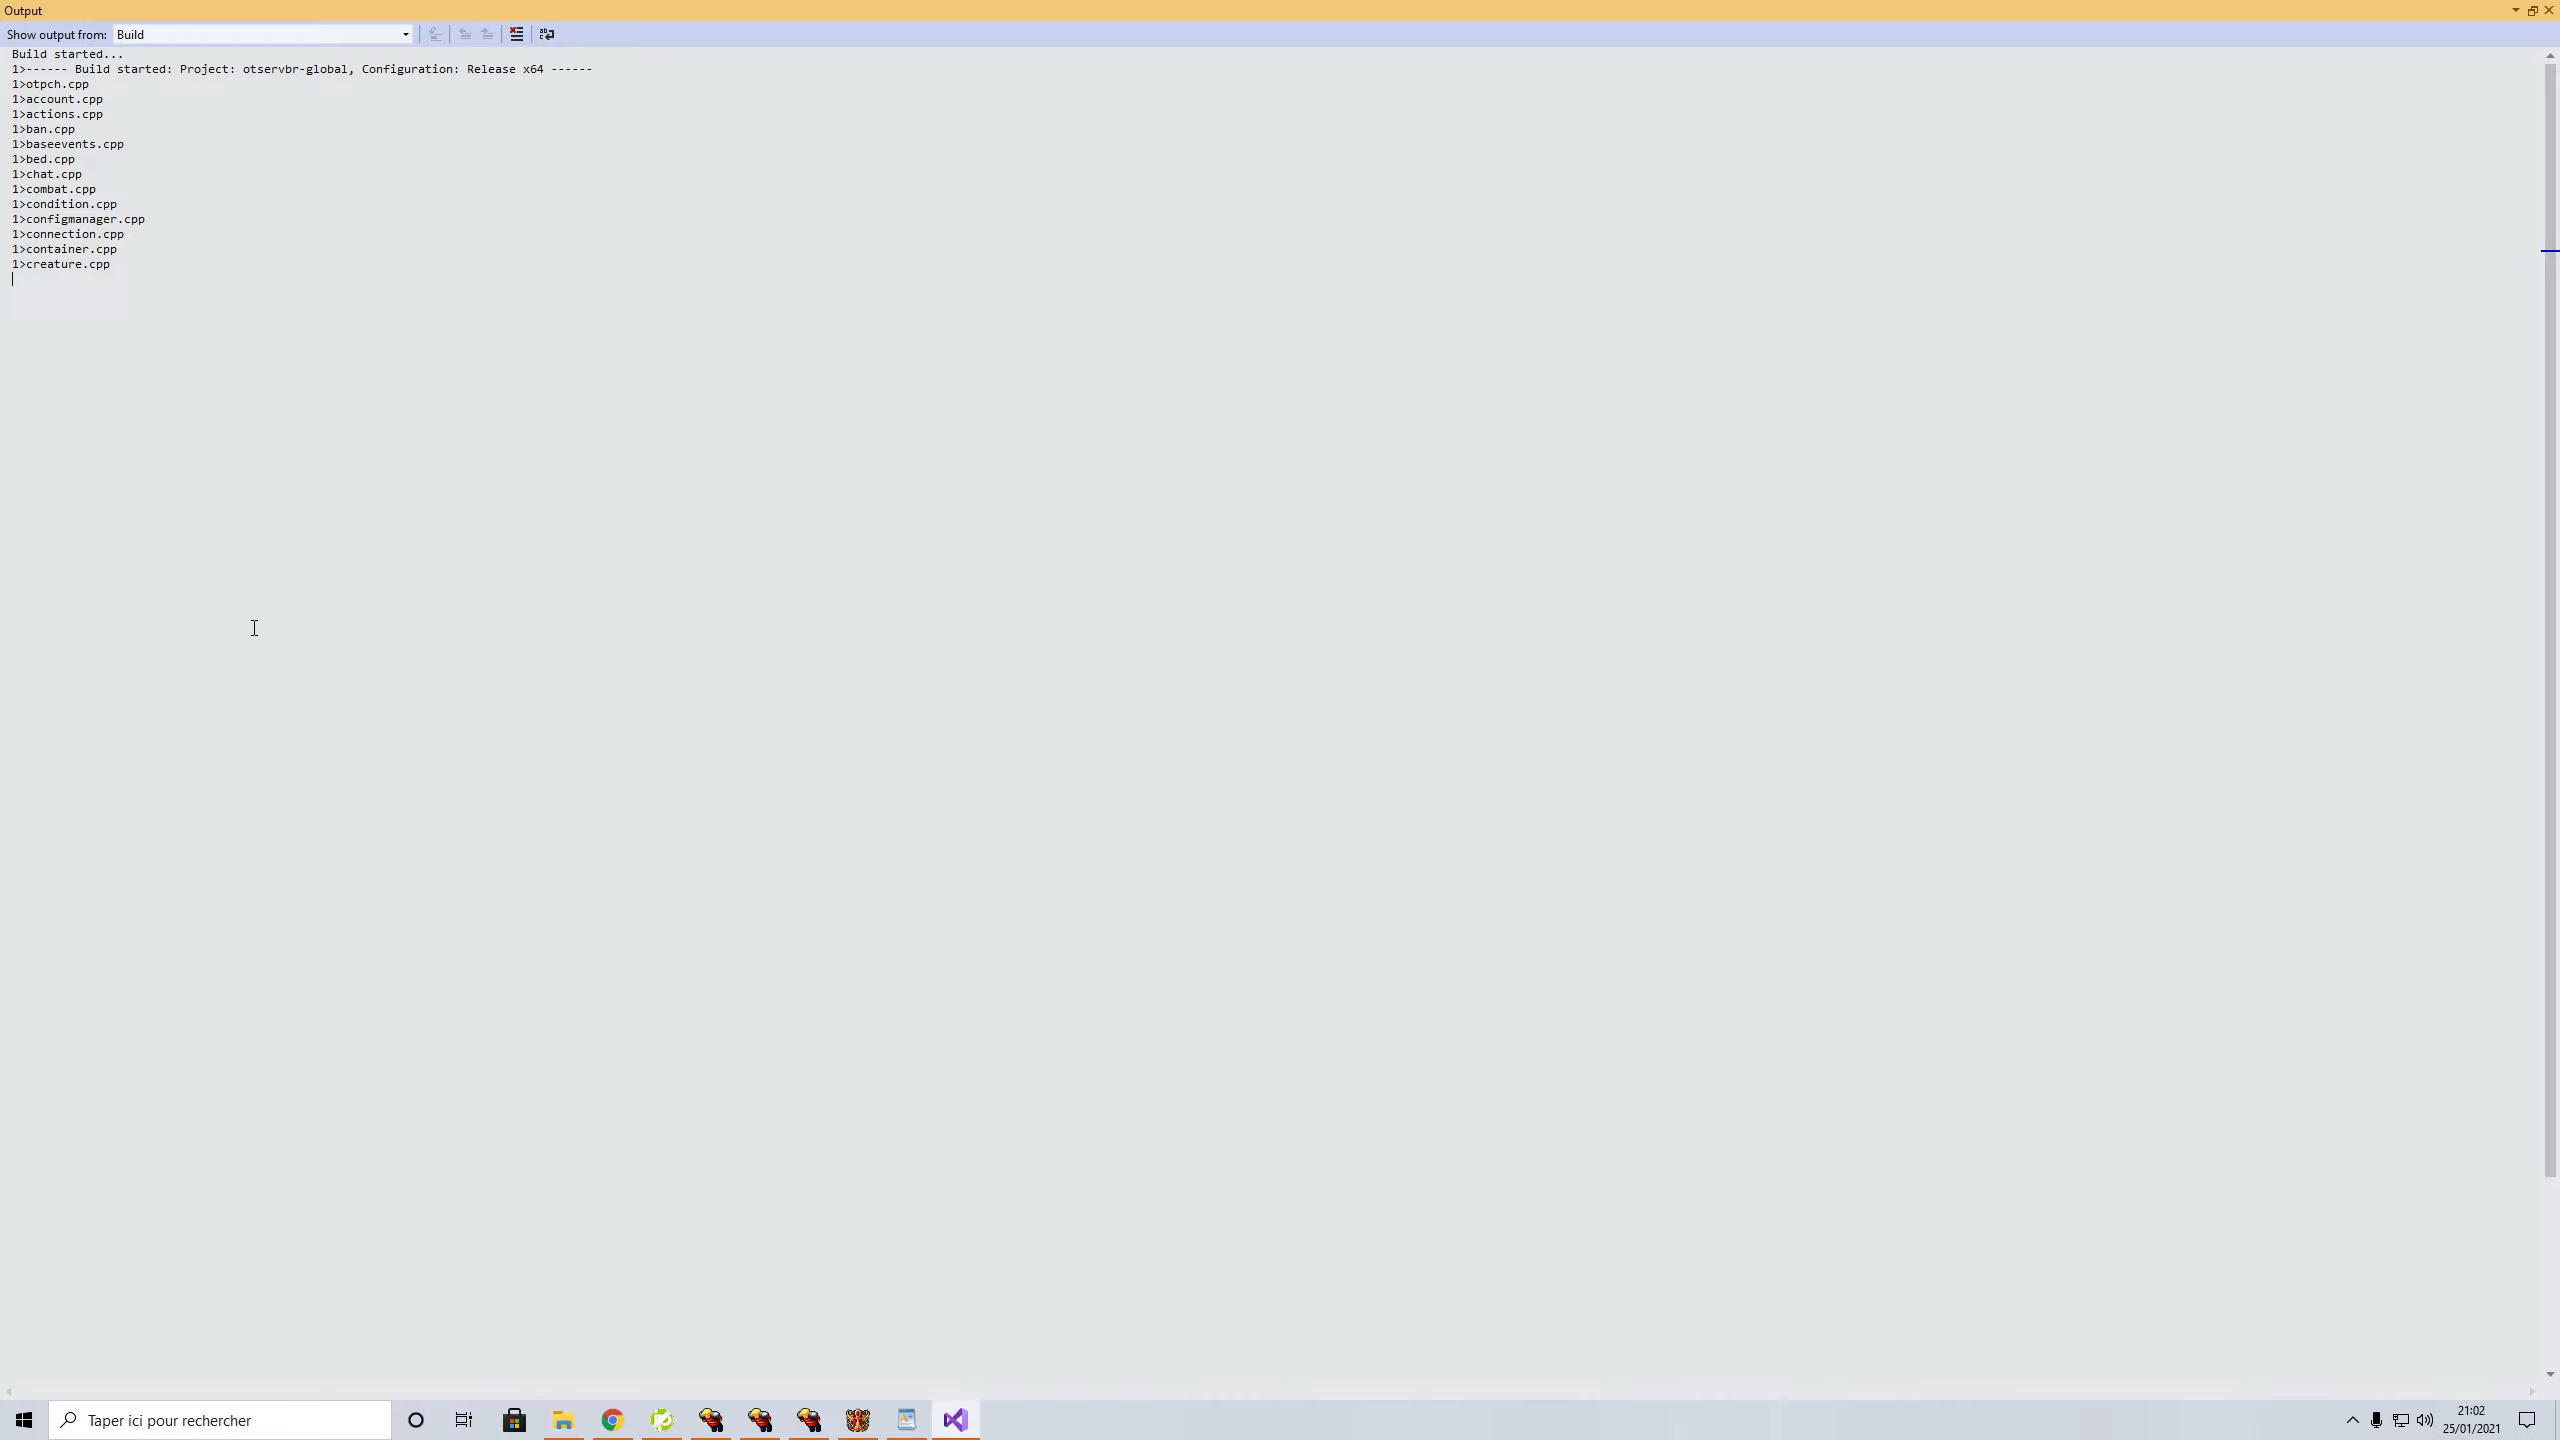 Output
Show output from: Build
Build started...
1>------ Build started: Project: otservbr-global, Configuration: Release x64 ------
1>otpch.cpp
1>account.cpp
1>actions.cpp
1>ban.cpp
1>baseevents.cpp
1>bed.cpp
1>chat.cpp
1>combat.cpp
1>condition.cpp
1>configmanager.cpp
1>connection.cpp
1>container.cpp
1>creature.cpp
Taper ici pour rechercher
21:02
25/01/2021